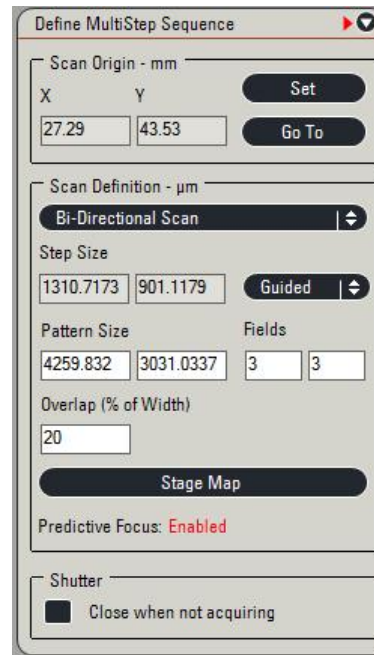 Define MultiStep Sequence
Scan Origin - mm
X Y
Set
27.29 43.53
Go To
Scan Definition - µm
Bi-Directional Scan
Step Size
1310.7173 901.1179 Guided
Pattern Size Fields
4259.832 3031.0337 3 3
Overlap (% of Width)
20
Stage Map
Predictive Focus: Enabled
Shutter
Close when not acquiring